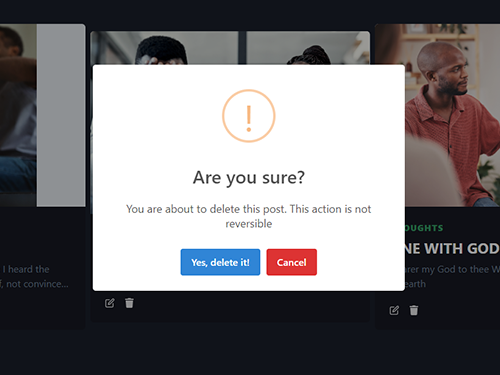 !
Are you sure?
You are about to delete this post. This action is not
reversible
Yes, delete it!
Cancel
I heard the
, not convince...
OUGHTS
NE WITH GOD
arer my God to thee W
earth